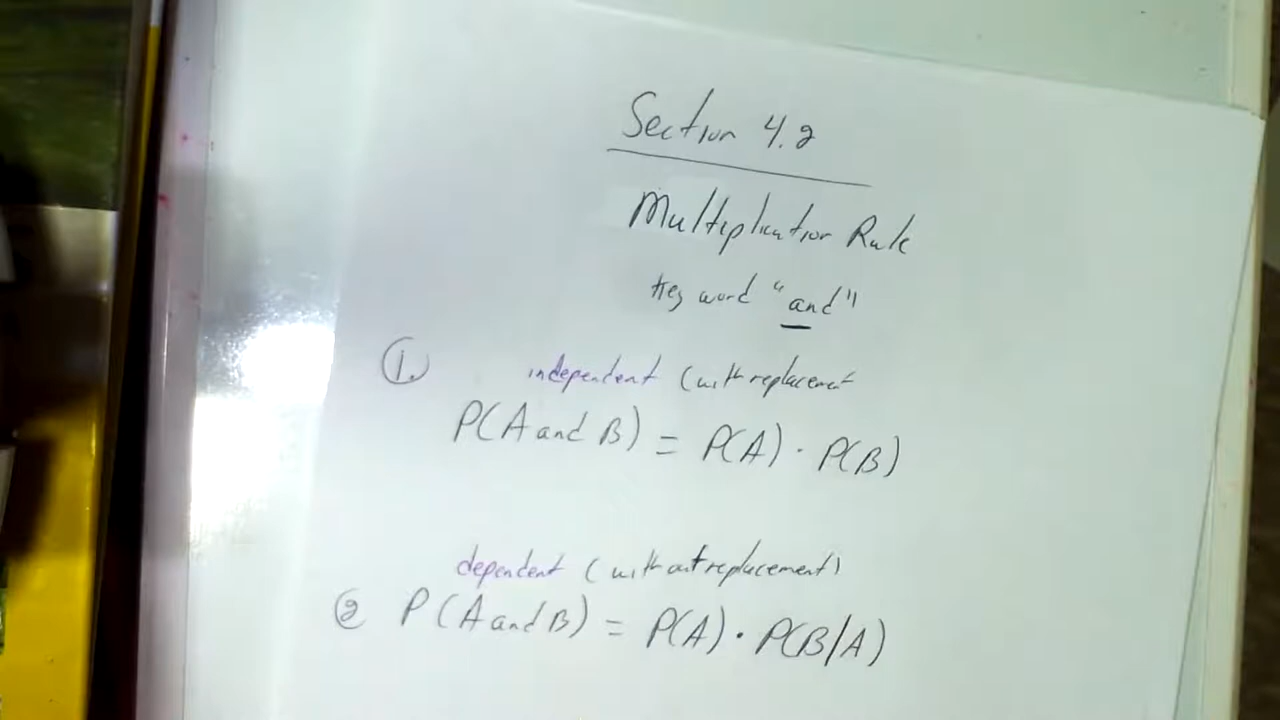 Section 4.2
Multiplication Rule
Key word "and"
1. independent (with replacement
P(A and B) = P(A) · P(B)
dependent (without replacement)
2 P(A and B) = P(A) · P(B/A)